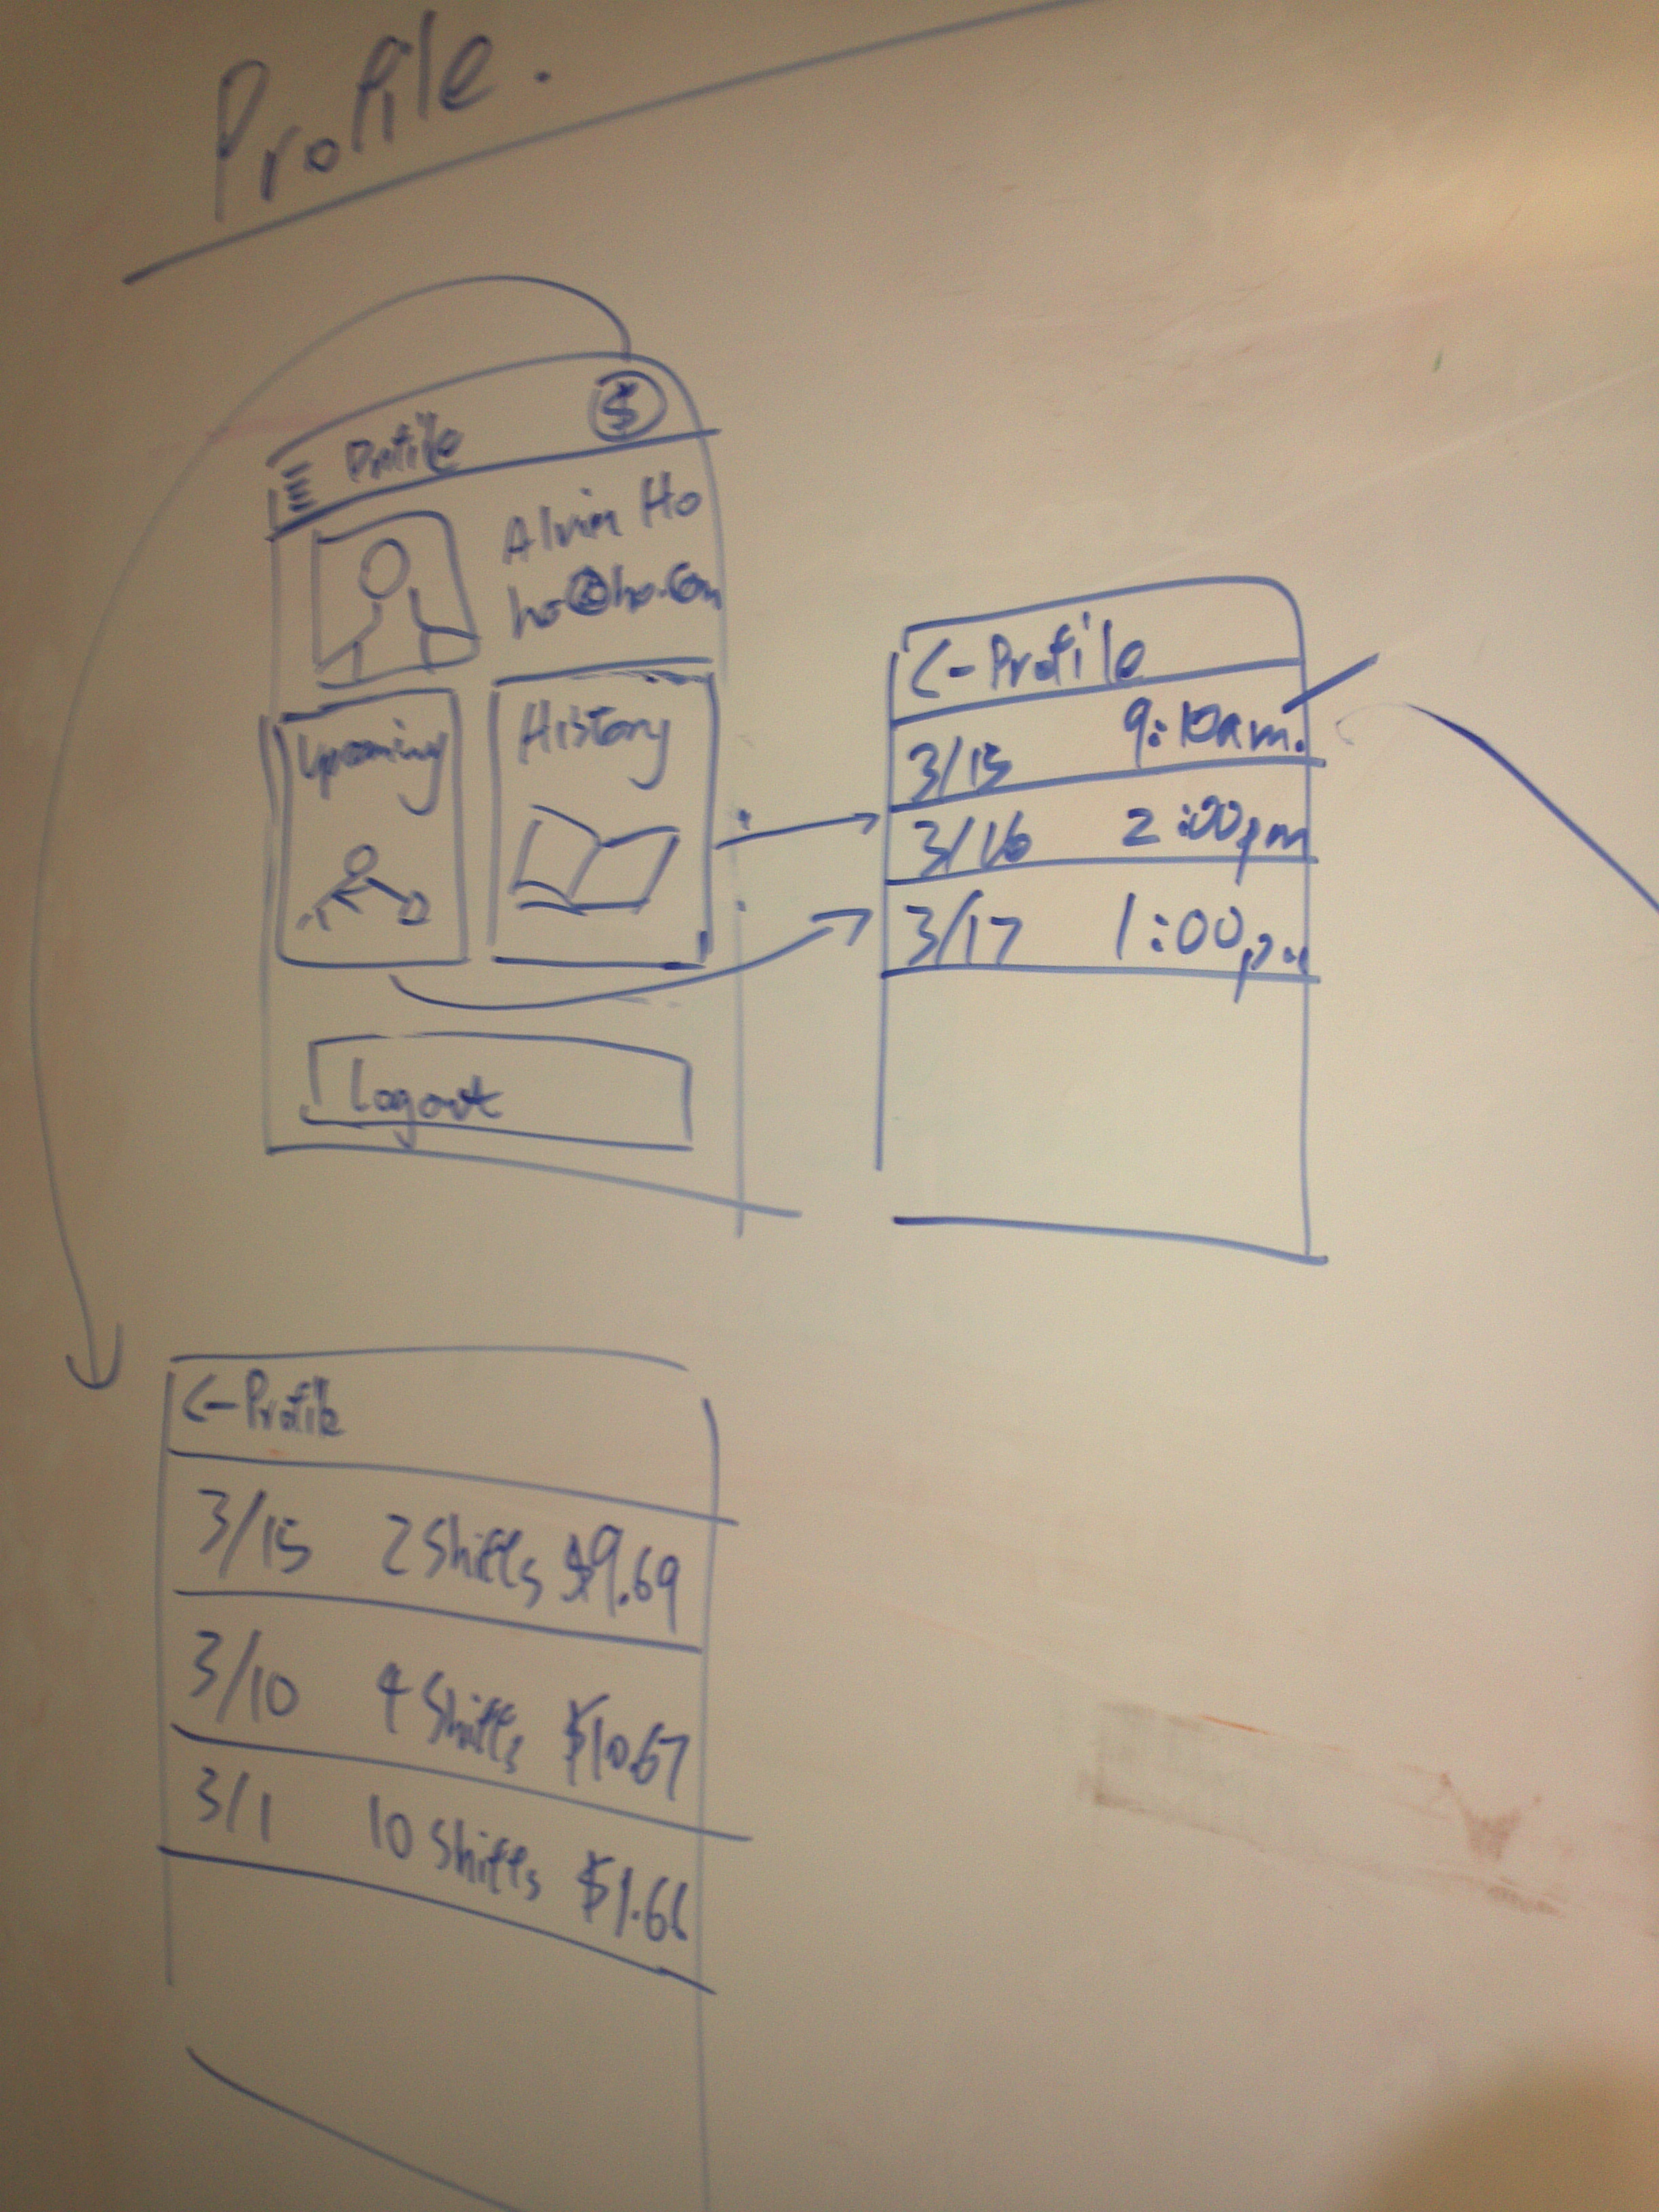 Profile.
Profile $
Alvin Ho
ho@ho.com
Upcoming
History
Logout
<- Profile
3/15 9:10am.
3/16 2:00pm
3/17 1:00pm
<- Profile
3/15 2 Shifts $9.69
3/10 4 Shifts $10.67
3/1 10 Shifts $1.66